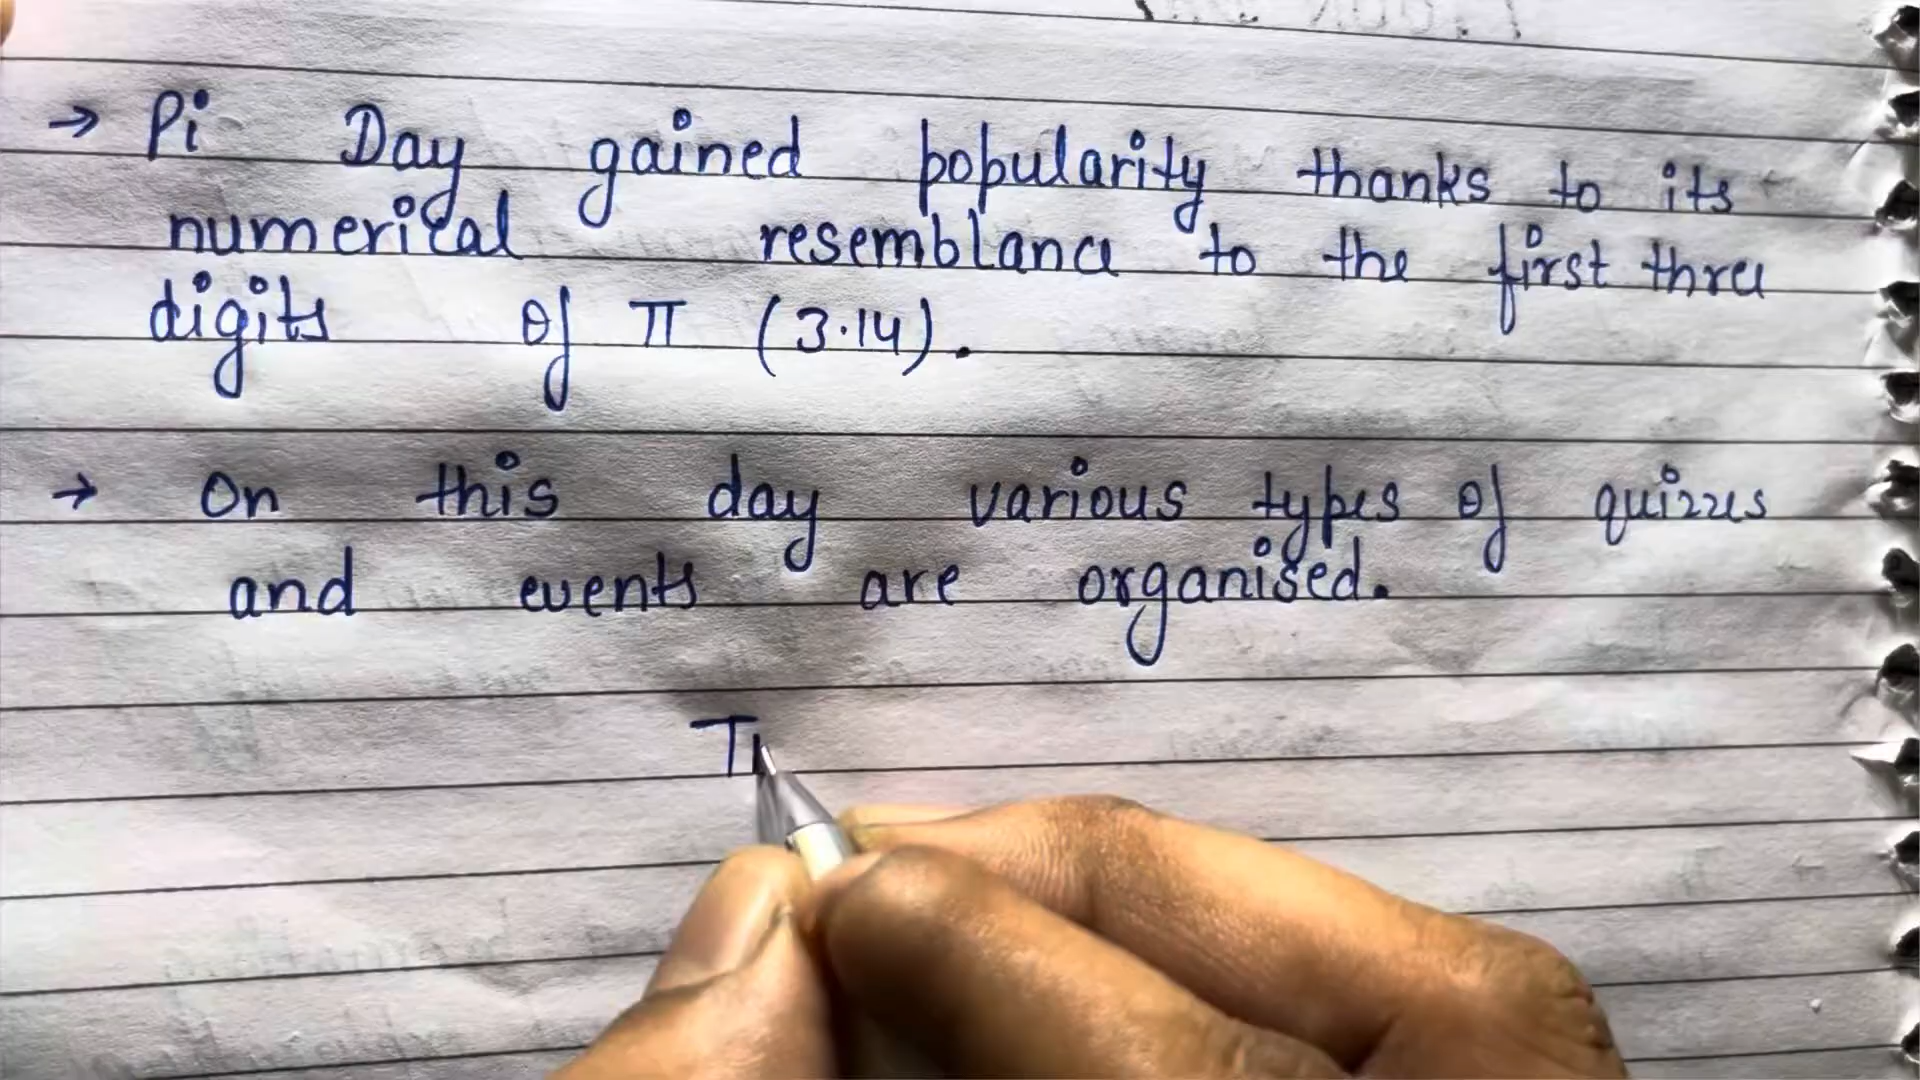 → Pi Day gained popularity thanks to its
numerical resemblance to the first three
digits of π (3.14).
→ On this day various types of quizzes
and events are organised.